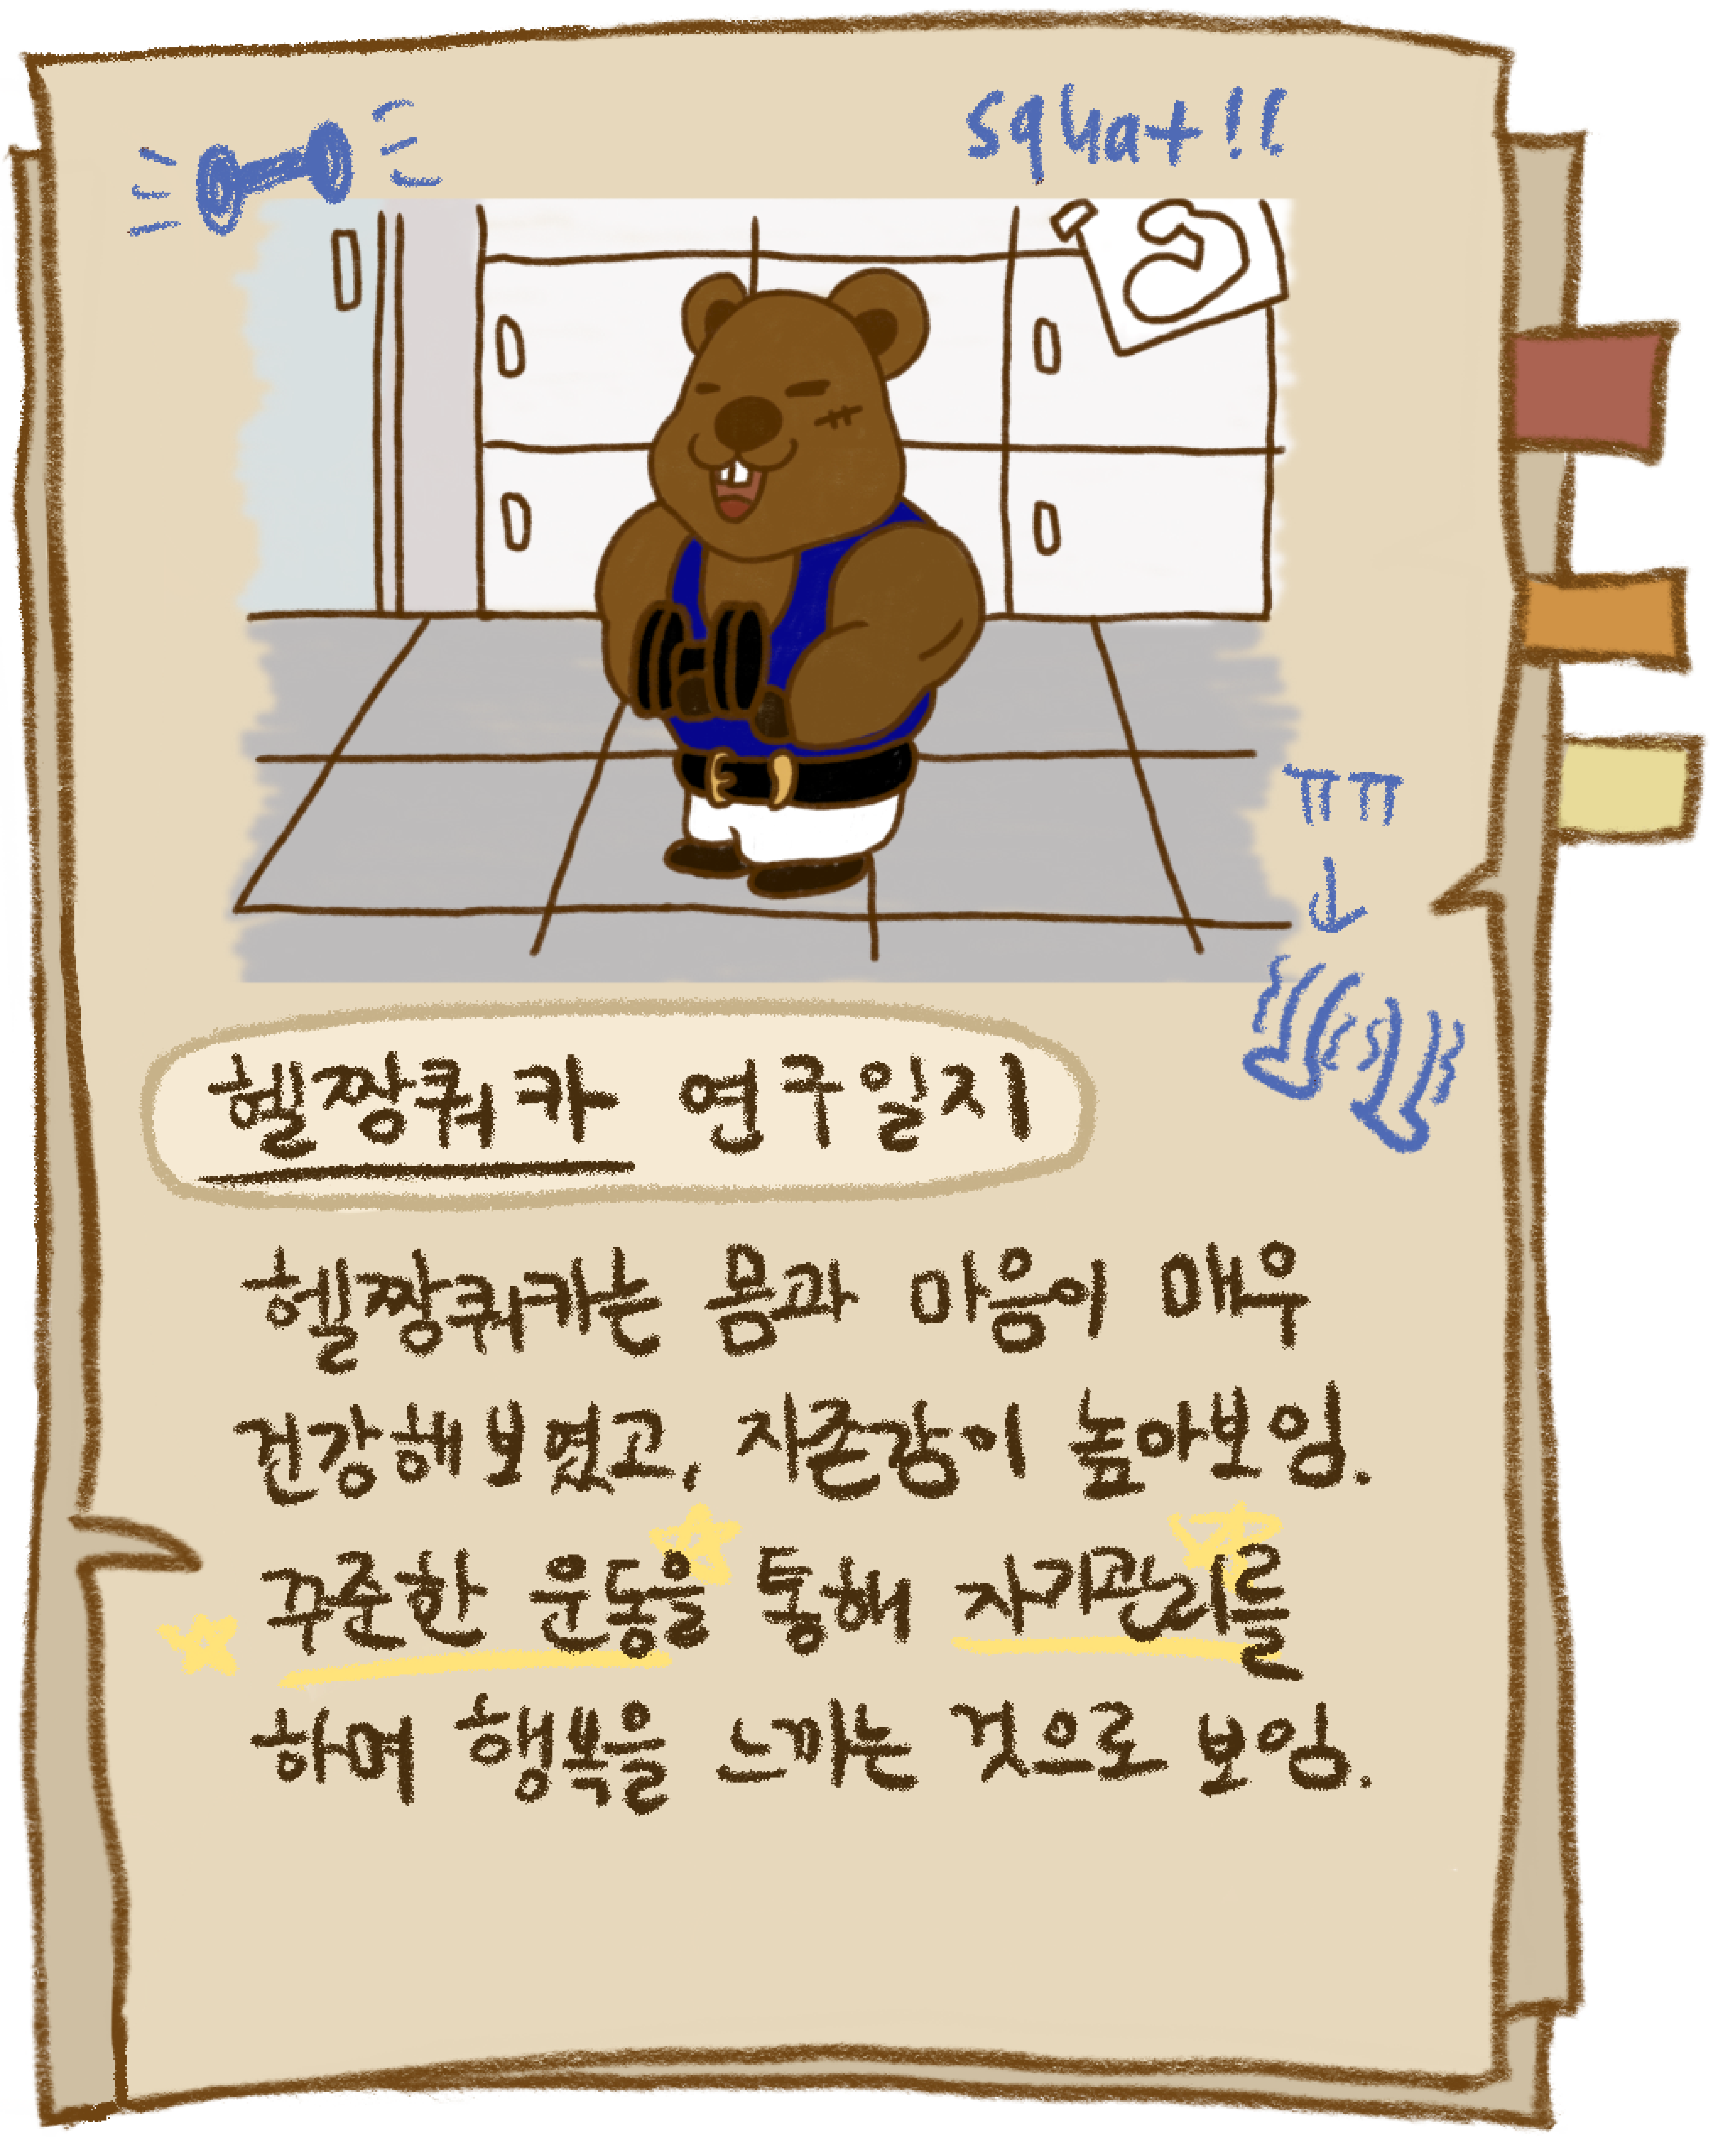 squat!!
ㅠㅠ
헬짱쿼카 연구일지
헬짱쿼카는 몸과 마음이 매우
건강해보였고, 자존감이 높아보임.
꾸준한 운동을 통해 자기관리를
하며 행복을 느끼는 것으로 보임.